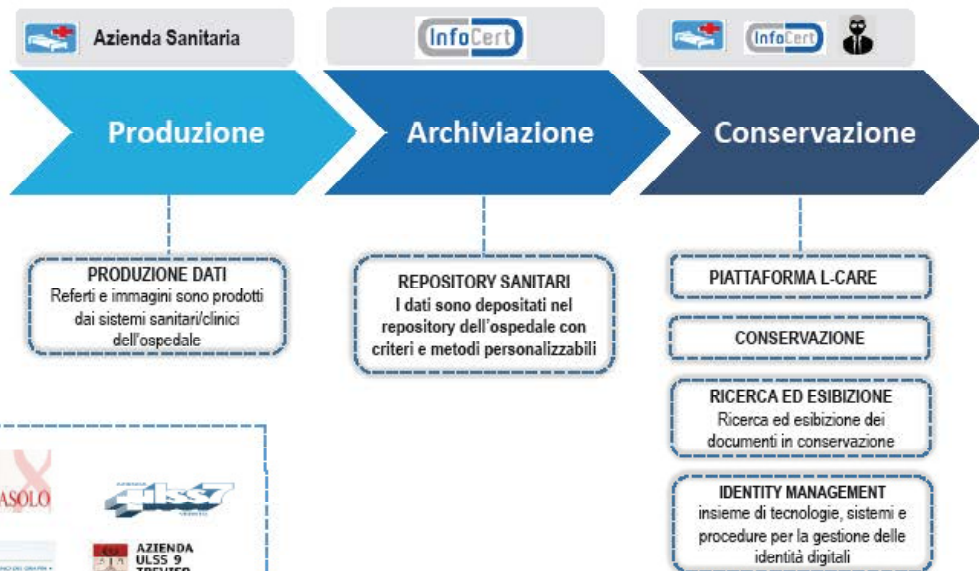 Azienda Sanitaria
InfoCert
InfoCert
Produzione
Archiviazione
Conservazione
PRODUZIONE DATI
Referti e immagini sono prodotti
dai sistemi sanitari/clinici
dell'ospedale
REPOSITORY SANITARI
I dati sono depositati nel
repository dell'ospedale con
criteri e metodi personalizzabili
PIATTAFORMA L-CARE
CONSERVAZIONE
RICERCA ED ESIBIZIONE
Ricerca ed esibizione dei
documenti in conservazione
IDENTITY MANAGEMENT
insieme di tecnologie, sistemi e
procedure per la gestione delle
identità digitali
ASOLO
ulss7
AZIENDA
ULSS 9